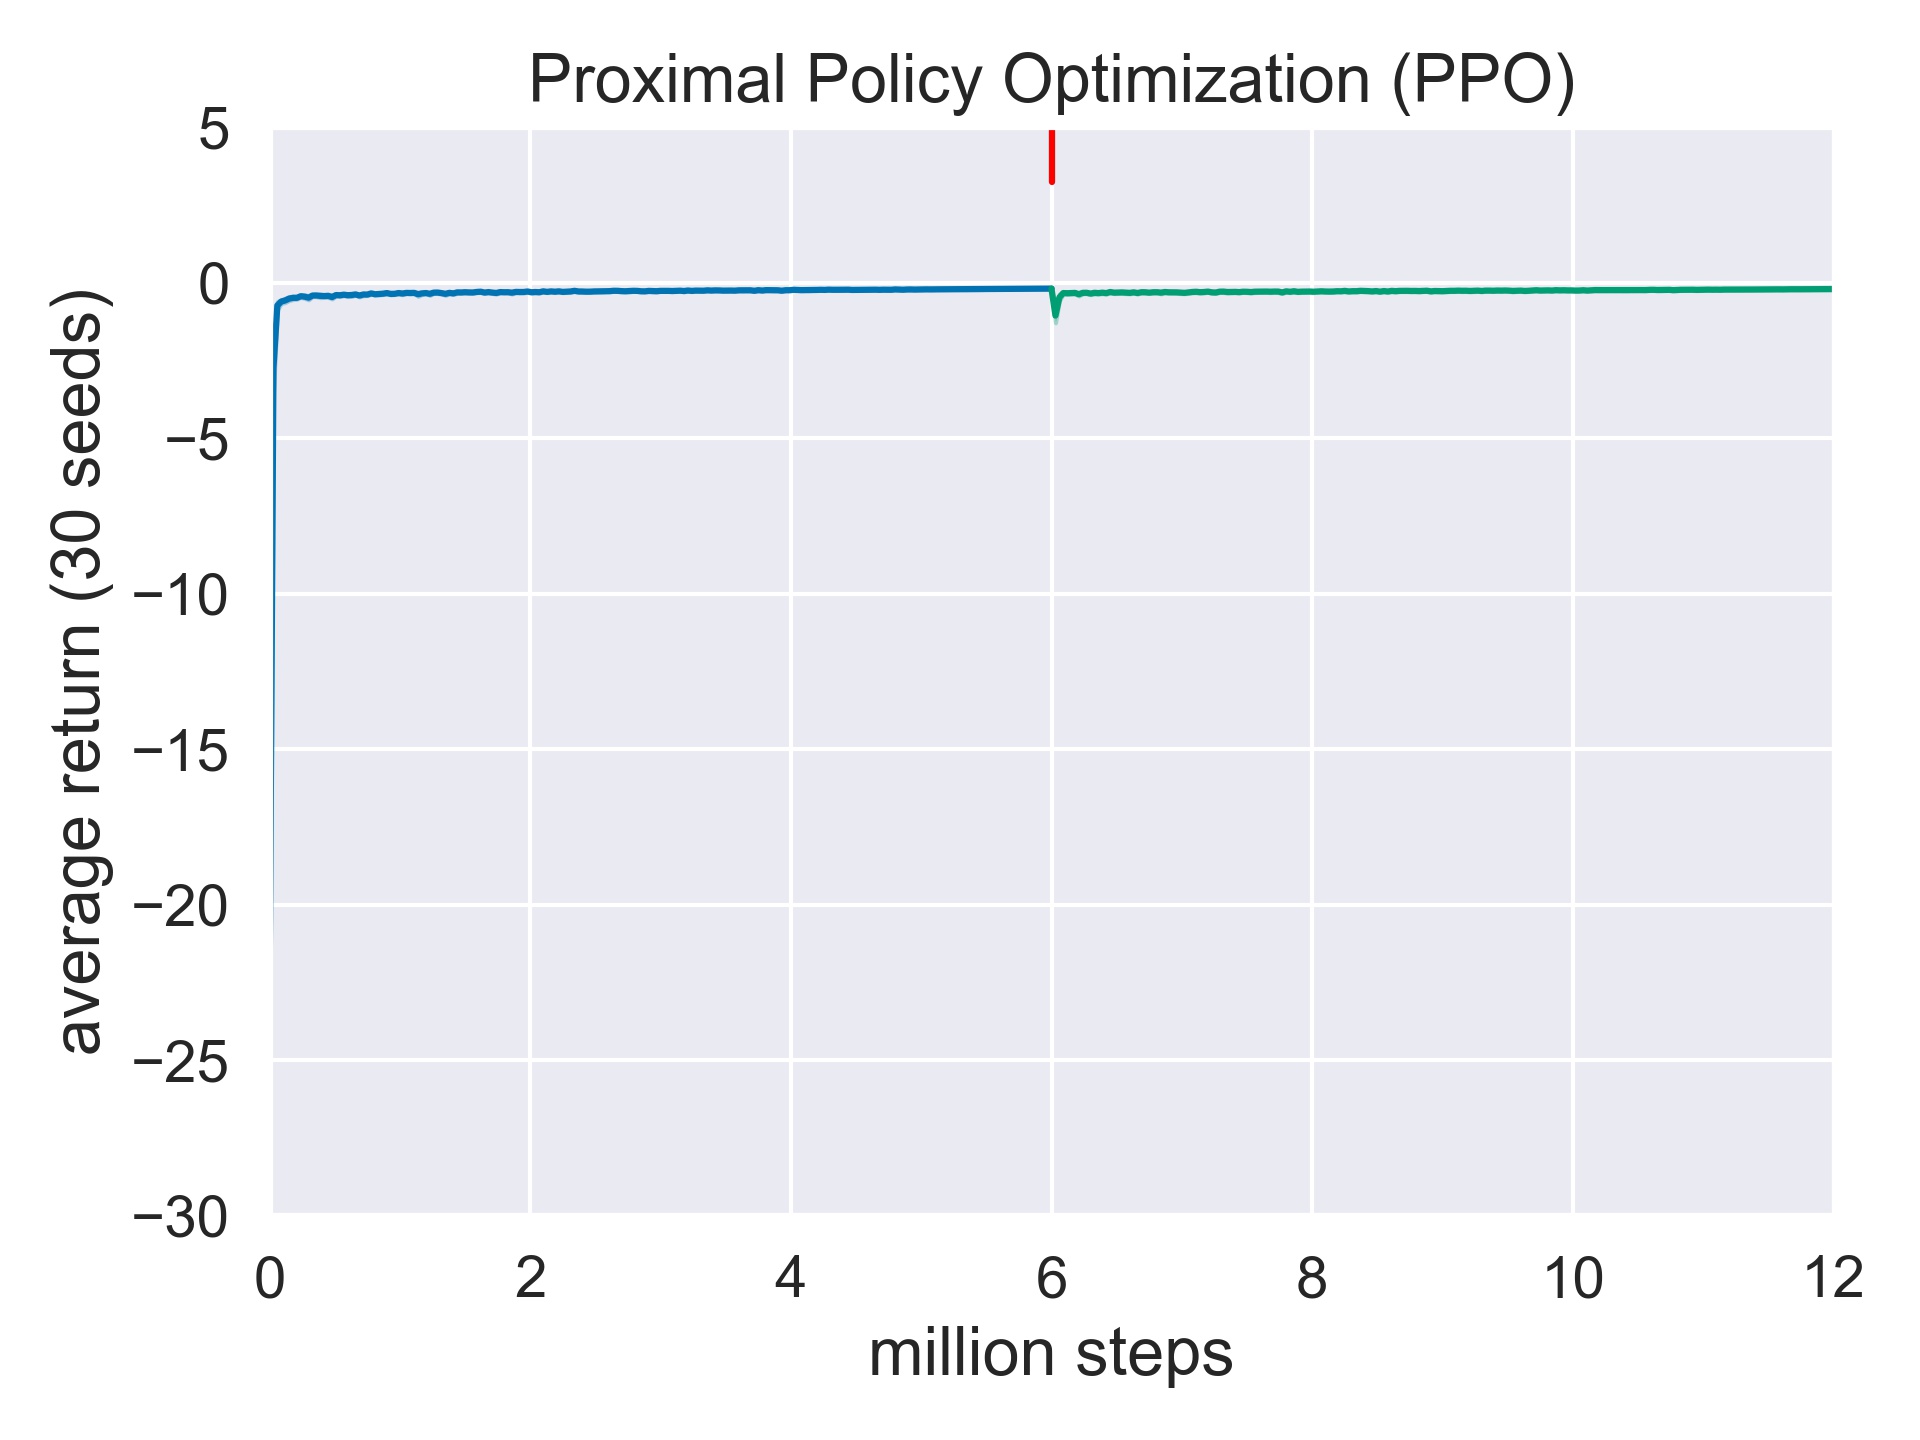 Proximal Policy Optimization (PPO)
5
0
−5
−10
−15
−20
−25
−30
average return (30 seeds)
0 2 4 6 8 10 12
million steps